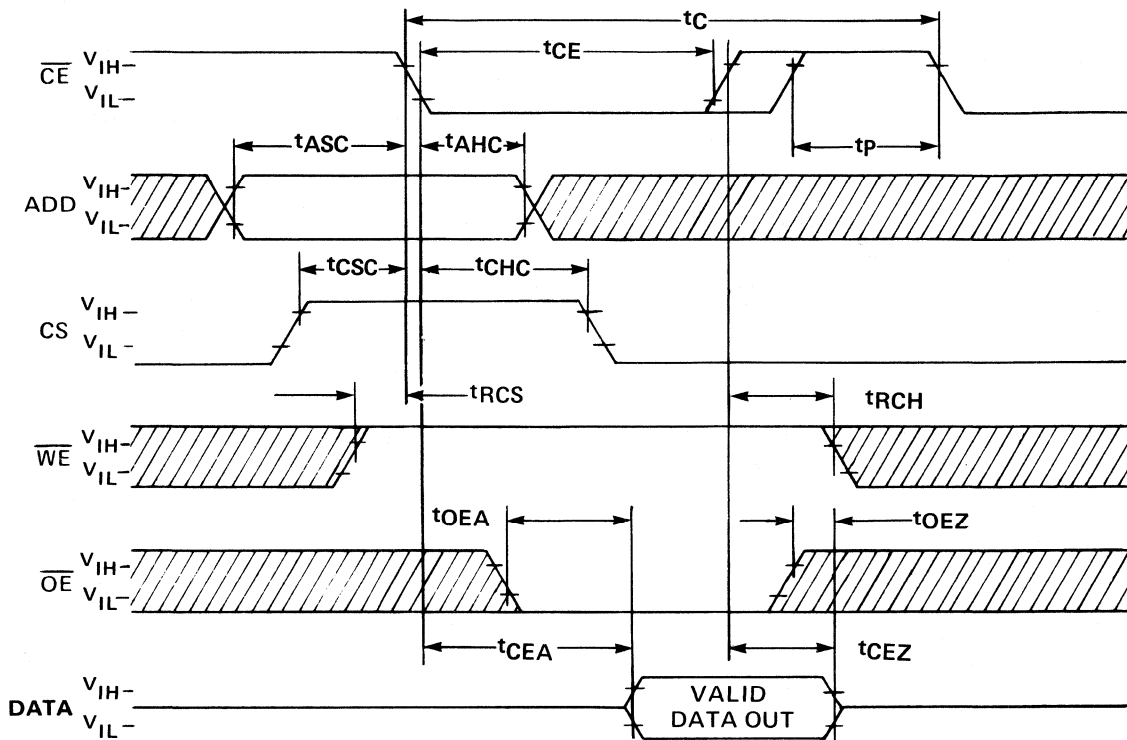 tC
tCE
CE VIH
VIL
tASC tAHC tP
ADD VIH
VIL
tCSC tCHC
CS VIH
VIL
tRCS tRCH
WE VIH
VIL
tOEA tOEZ
OE VIH
VIL
tCEA tCEZ
DATA VIH
VIL
VALID
DATA OUT